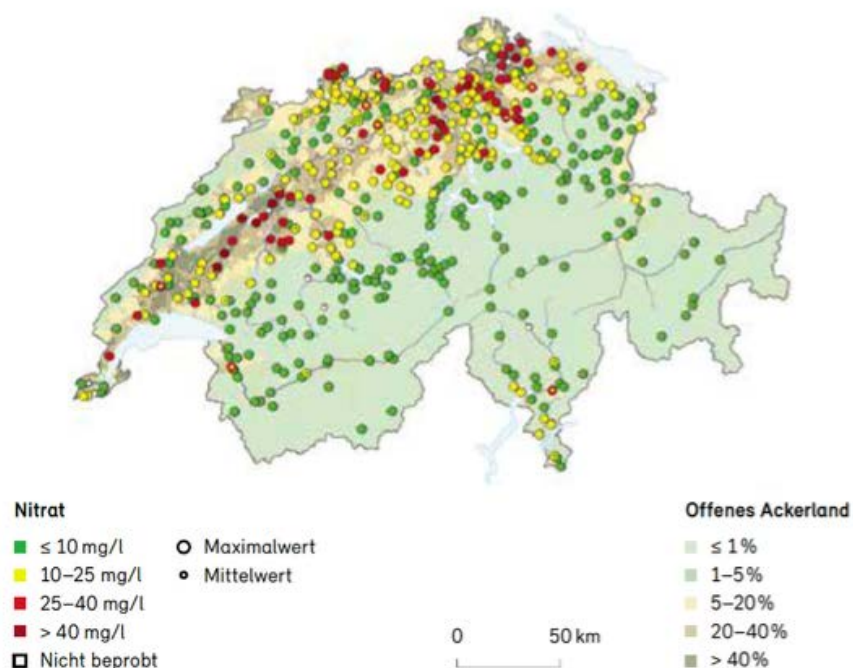 Nitrat
≤ 10 mg/l
10–25 mg/l
25–40 mg/l
> 40 mg/l
Nicht beprobt
Maximalwert
Mittelwert
0 50 km
Offenes Ackerland
≤ 1%
1–5%
5–20%
20–40%
> 40%